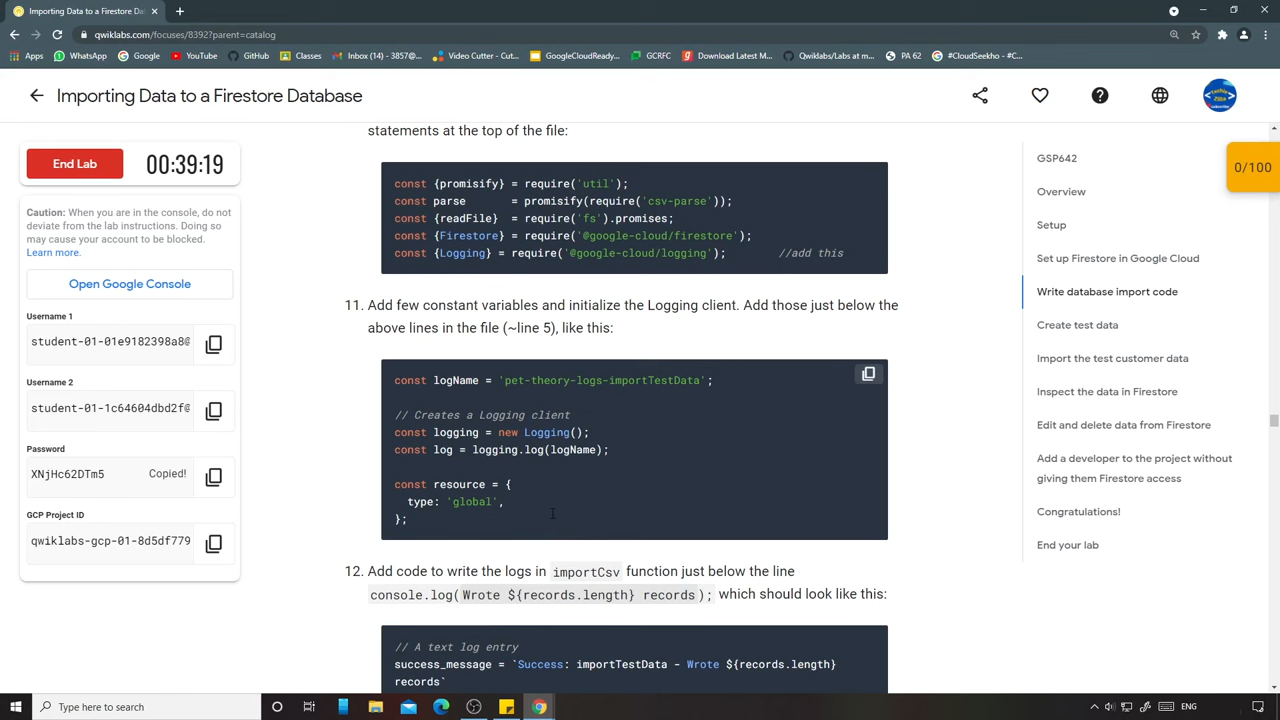 Importing Data to a Firestore Dat
qwiklabs.com/focuses/8392?parent=catalog
Apps
WhatsApp
Google
YouTube
GitHub
Classes
Inbox (14) - 3857@...
Video Cutter - Cut...
GoogleCloudReady...
GCRFC
Download Latest M...
Qwiklabs/Labs at m...
PA 62
#CloudSeekho - #C...
Importing Data to a Firestore Database
End Lab
00:39:19
Caution: When you are in the console, do not
deviate from the lab instructions. Doing so
may cause your account to be blocked.
Learn more.
Open Google Console
Username 1
student-01-01e9182398a8@
Username 2
student-01-1c64604dbd2f@
Password
XNjHc62DTm5
Copied!
GCP Project ID
qwiklabs-gcp-01-8d5df779
statements at the top of the file:
const {promisify} = require('util');
const parse     = promisify(require('csv-parse'));
const {readFile}  = require('fs').promises;
const {Firestore} = require('@google-cloud/firestore');
const {Logging} = require('@google-cloud/logging');        //add this
11. Add few constant variables and initialize the Logging client. Add those just below the
above lines in the file (~line 5), like this:
const logName = 'pet-theory-logs-importTestData';
// Creates a Logging client
const logging = new Logging();
const log = logging.log(logName);
const resource = {
type: 'global',
};
12. Add code to write the logs in importCsv function just below the line
console.log(Wrote ${records.length} records); which should look like this:
// A text log entry
success_message = `Success: importTestData - Wrote ${records.length}
records`
GSP642
Overview
Setup
Set up Firestore in Google Cloud
Write database import code
Create test data
Import the test customer data
Inspect the data in Firestore
Edit and delete data from Firestore
Add a developer to the project without
giving them Firestore access
Congratulations!
End your lab
0/100
Type here to search
ENG